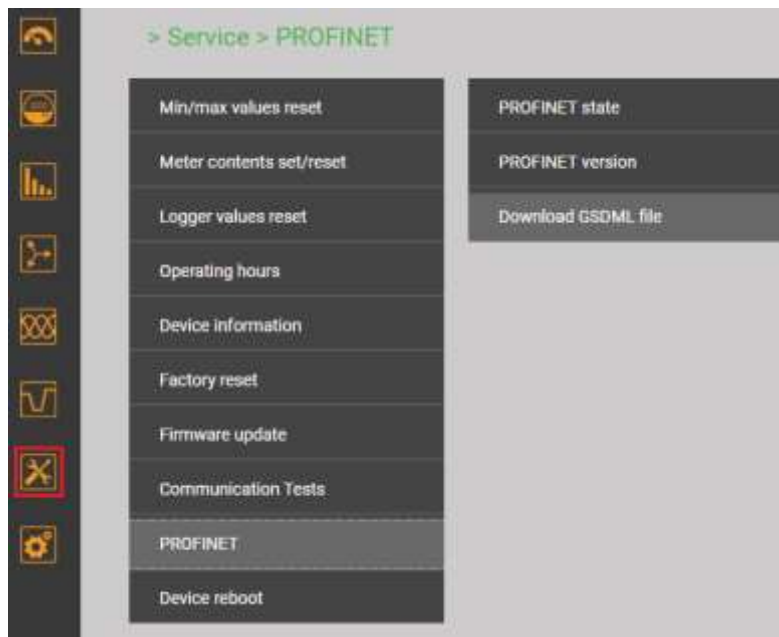 > Service > PROFINET
Min/max values reset
Meter contents set/reset
Logger values reset
Operating hours
Device information
Factory reset
Firmware update
Communication Tests
PROFINET
Device reboot
PROFINET state
PROFINET version
Download GSDML file